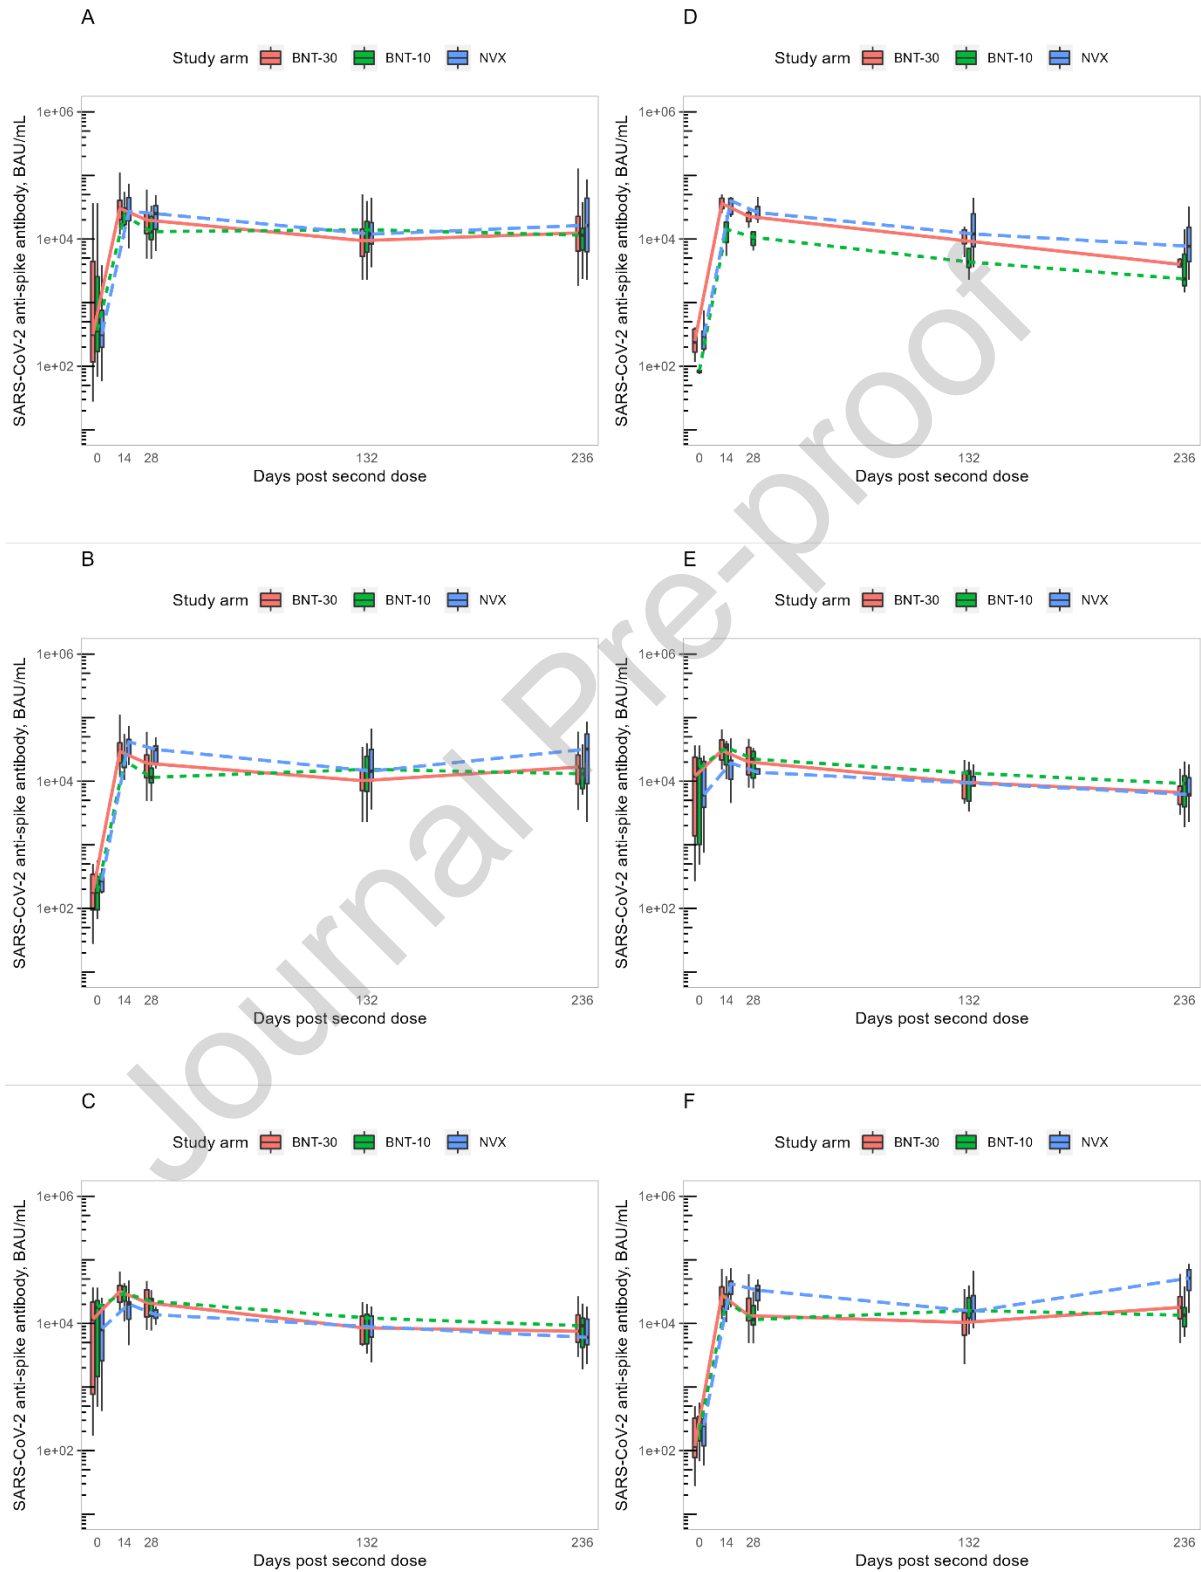 A
Study arm BNT-30 BNT-10 NVX
SARS-CoV-2 anti-spike antibody, BAU/mL
1e+06
1e+04
1e+02
0 14 28 132 236
Days post second dose
D
Study arm BNT-30 BNT-10 NVX
SARS-CoV-2 anti-spike antibody, BAU/mL
1e+06
1e+04
1e+02
0 14 28 132 236
Days post second dose
B
Study arm BNT-30 BNT-10 NVX
SARS-CoV-2 anti-spike antibody, BAU/mL
1e+06
1e+04
1e+02
0 14 28 132 236
Days post second dose
E
Study arm BNT-30 BNT-10 NVX
SARS-CoV-2 anti-spike antibody, BAU/mL
1e+06
1e+04
1e+02
0 14 28 132 236
Days post second dose
C
Study arm BNT-30 BNT-10 NVX
SARS-CoV-2 anti-spike antibody, BAU/mL
1e+06
1e+04
1e+02
0 14 28 132 236
Days post second dose
F
Study arm BNT-30 BNT-10 NVX
SARS-CoV-2 anti-spike antibody, BAU/mL
1e+06
1e+04
1e+02
0 14 28 132 236
Days post second dose
Journal Pre-proof